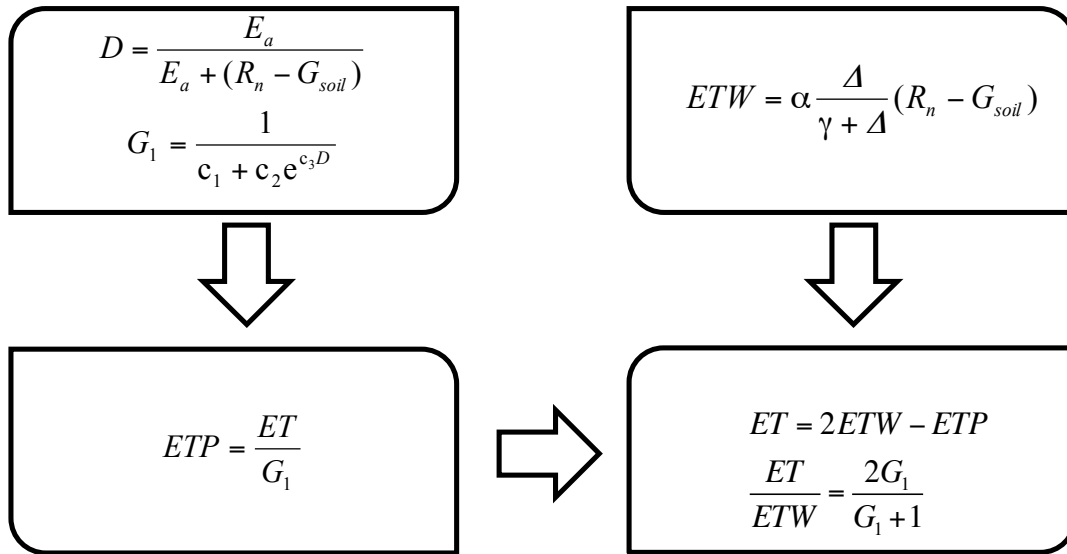 D = E_a / (E_a + (R_n − G_soil))
G_1 = 1 / (c_1 + c_2 e^{c_3 D})
ETW = α Δ / (γ + Δ) (R_n − G_soil)
ETP = ET / G_1
ET = 2ETW − ETP
ET / ETW = 2G_1 / (G_1 + 1)